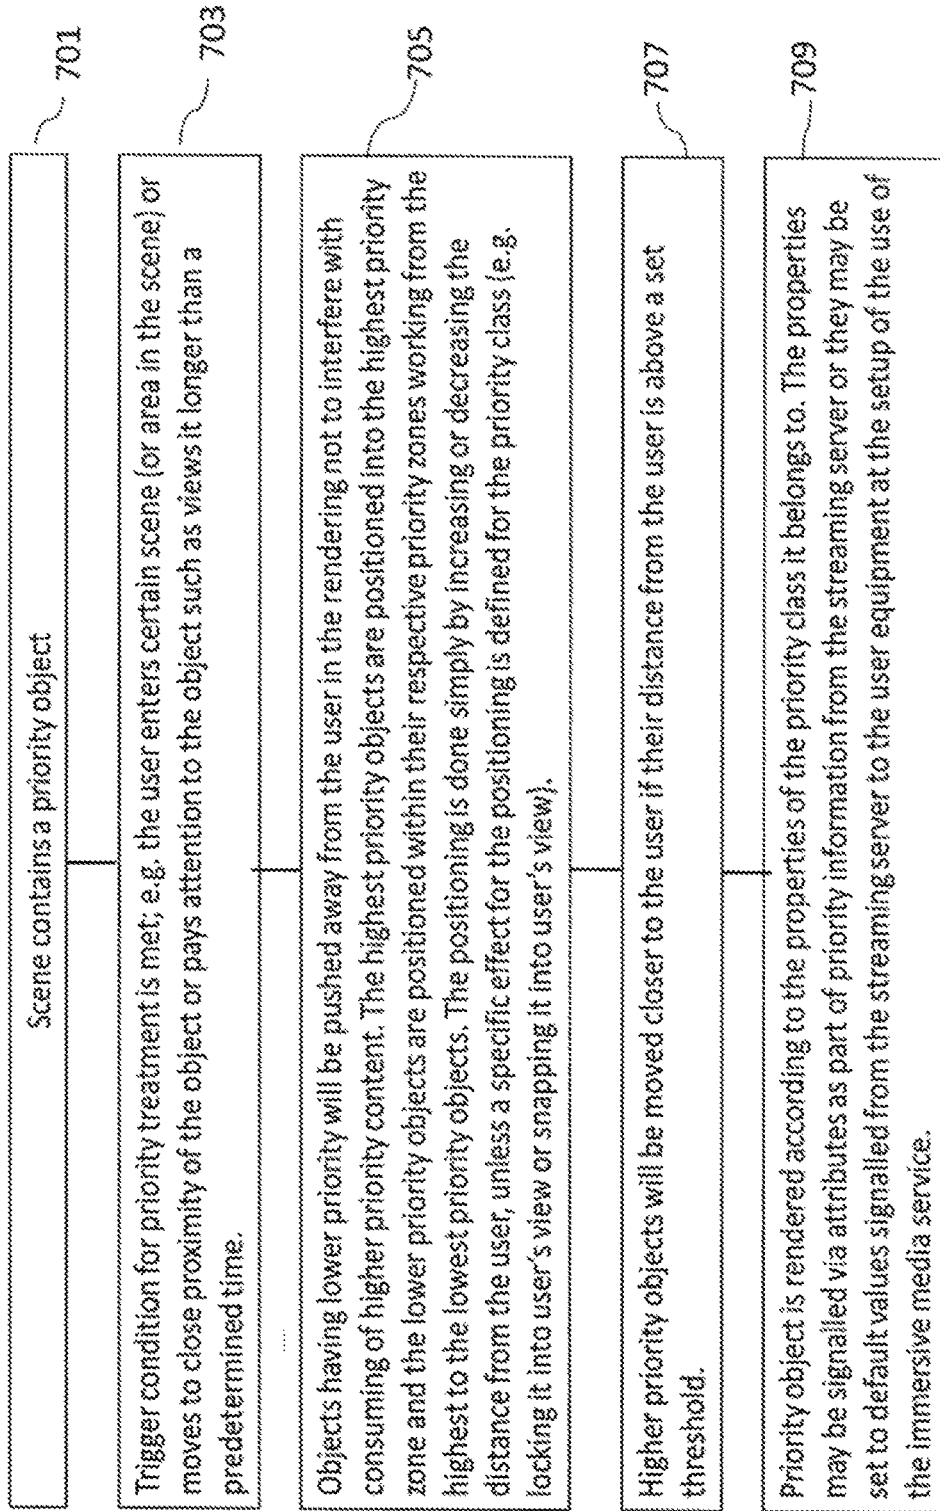 Scene contains a priority object
701
Trigger condition for priority treatment is met; e.g. the user enters certain scene (or area in the scene) or
moves to close proximity of the object or pays attention to the object such as views it longer than a
predetermined time.
703
Objects having lower priority will be pushed away from the user in the rendering not to interfere with
consuming of higher priority content. The highest priority objects are positioned into the highest priority
zone and the lower priority objects are positioned within their respective priority zones working from the
highest to the lowest priority objects. The positioning is done simply by increasing or decreasing the
distance from the user, unless a specific effect for the positioning is defined for the priority class (e.g.
locking it into user's view or snapping it into user's view).
705
Higher priority objects will be moved closer to the user if their distance from the user is above a set
threshold.
707
Priority object is rendered according to the properties of the priority class it belongs to. The properties
may be signalled via attributes as part of priority information from the streaming server or they may be
set to default values signalled from the streaming server to the user equipment at the setup of the use of
the immersive media service.
709